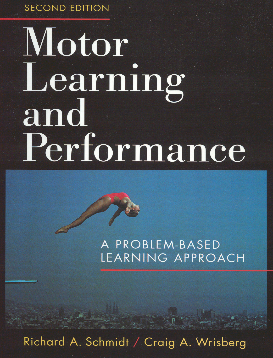 SECOND EDITION
Motor
Learning
and
Performance
A PROBLEM-BASED
LEARNING APPROACH
Richard A. Schmidt / Craig A. Wrisberg